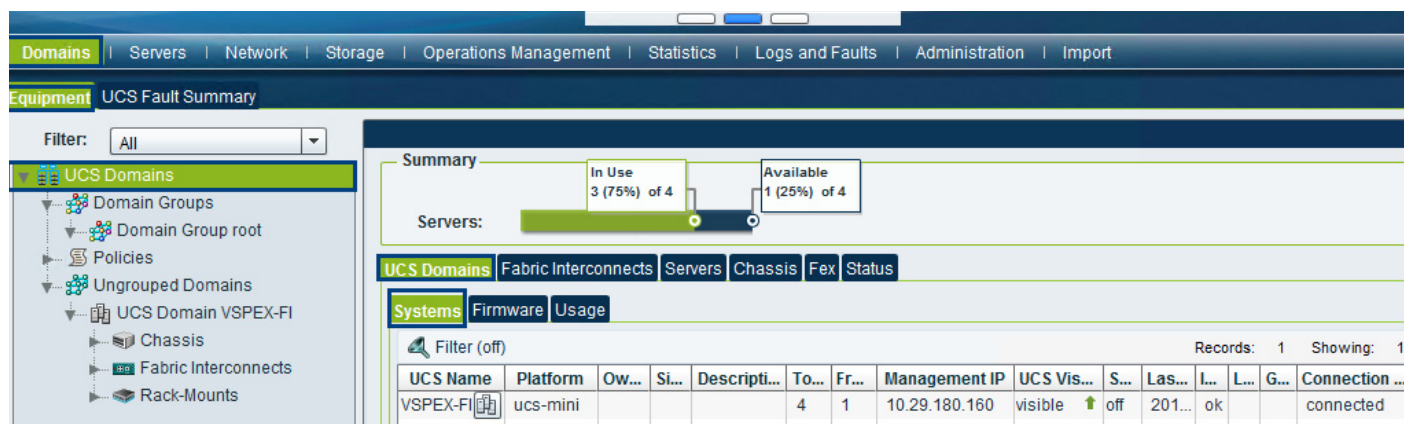 Domains | Servers | Network | Storage | Operations Management | Statistics | Logs and Faults | Administration | Import
Equipment UCS Fault Summary
Filter: All
UCS Domains
Domain Groups
Domain Group root
Policies
Ungrouped Domains
UCS Domain VSPEX-FI
Chassis
Fabric Interconnects
Rack-Mounts
Summary
In Use
3 (75%) of 4
Available
1 (25%) of 4
Servers:
UCS Domains Fabric Interconnects Servers Chassis Fex Status
Systems Firmware Usage
Filter (off) Records: 1 Showing: 1
UCS Name Platform Ow... Si... Descripti... To... Fr... Management IP UCS Vis... S... Las... I... L... G... Connection ...
VSPEX-FI ucs-mini 4 1 10.29.180.160 visible off 201... ok connected